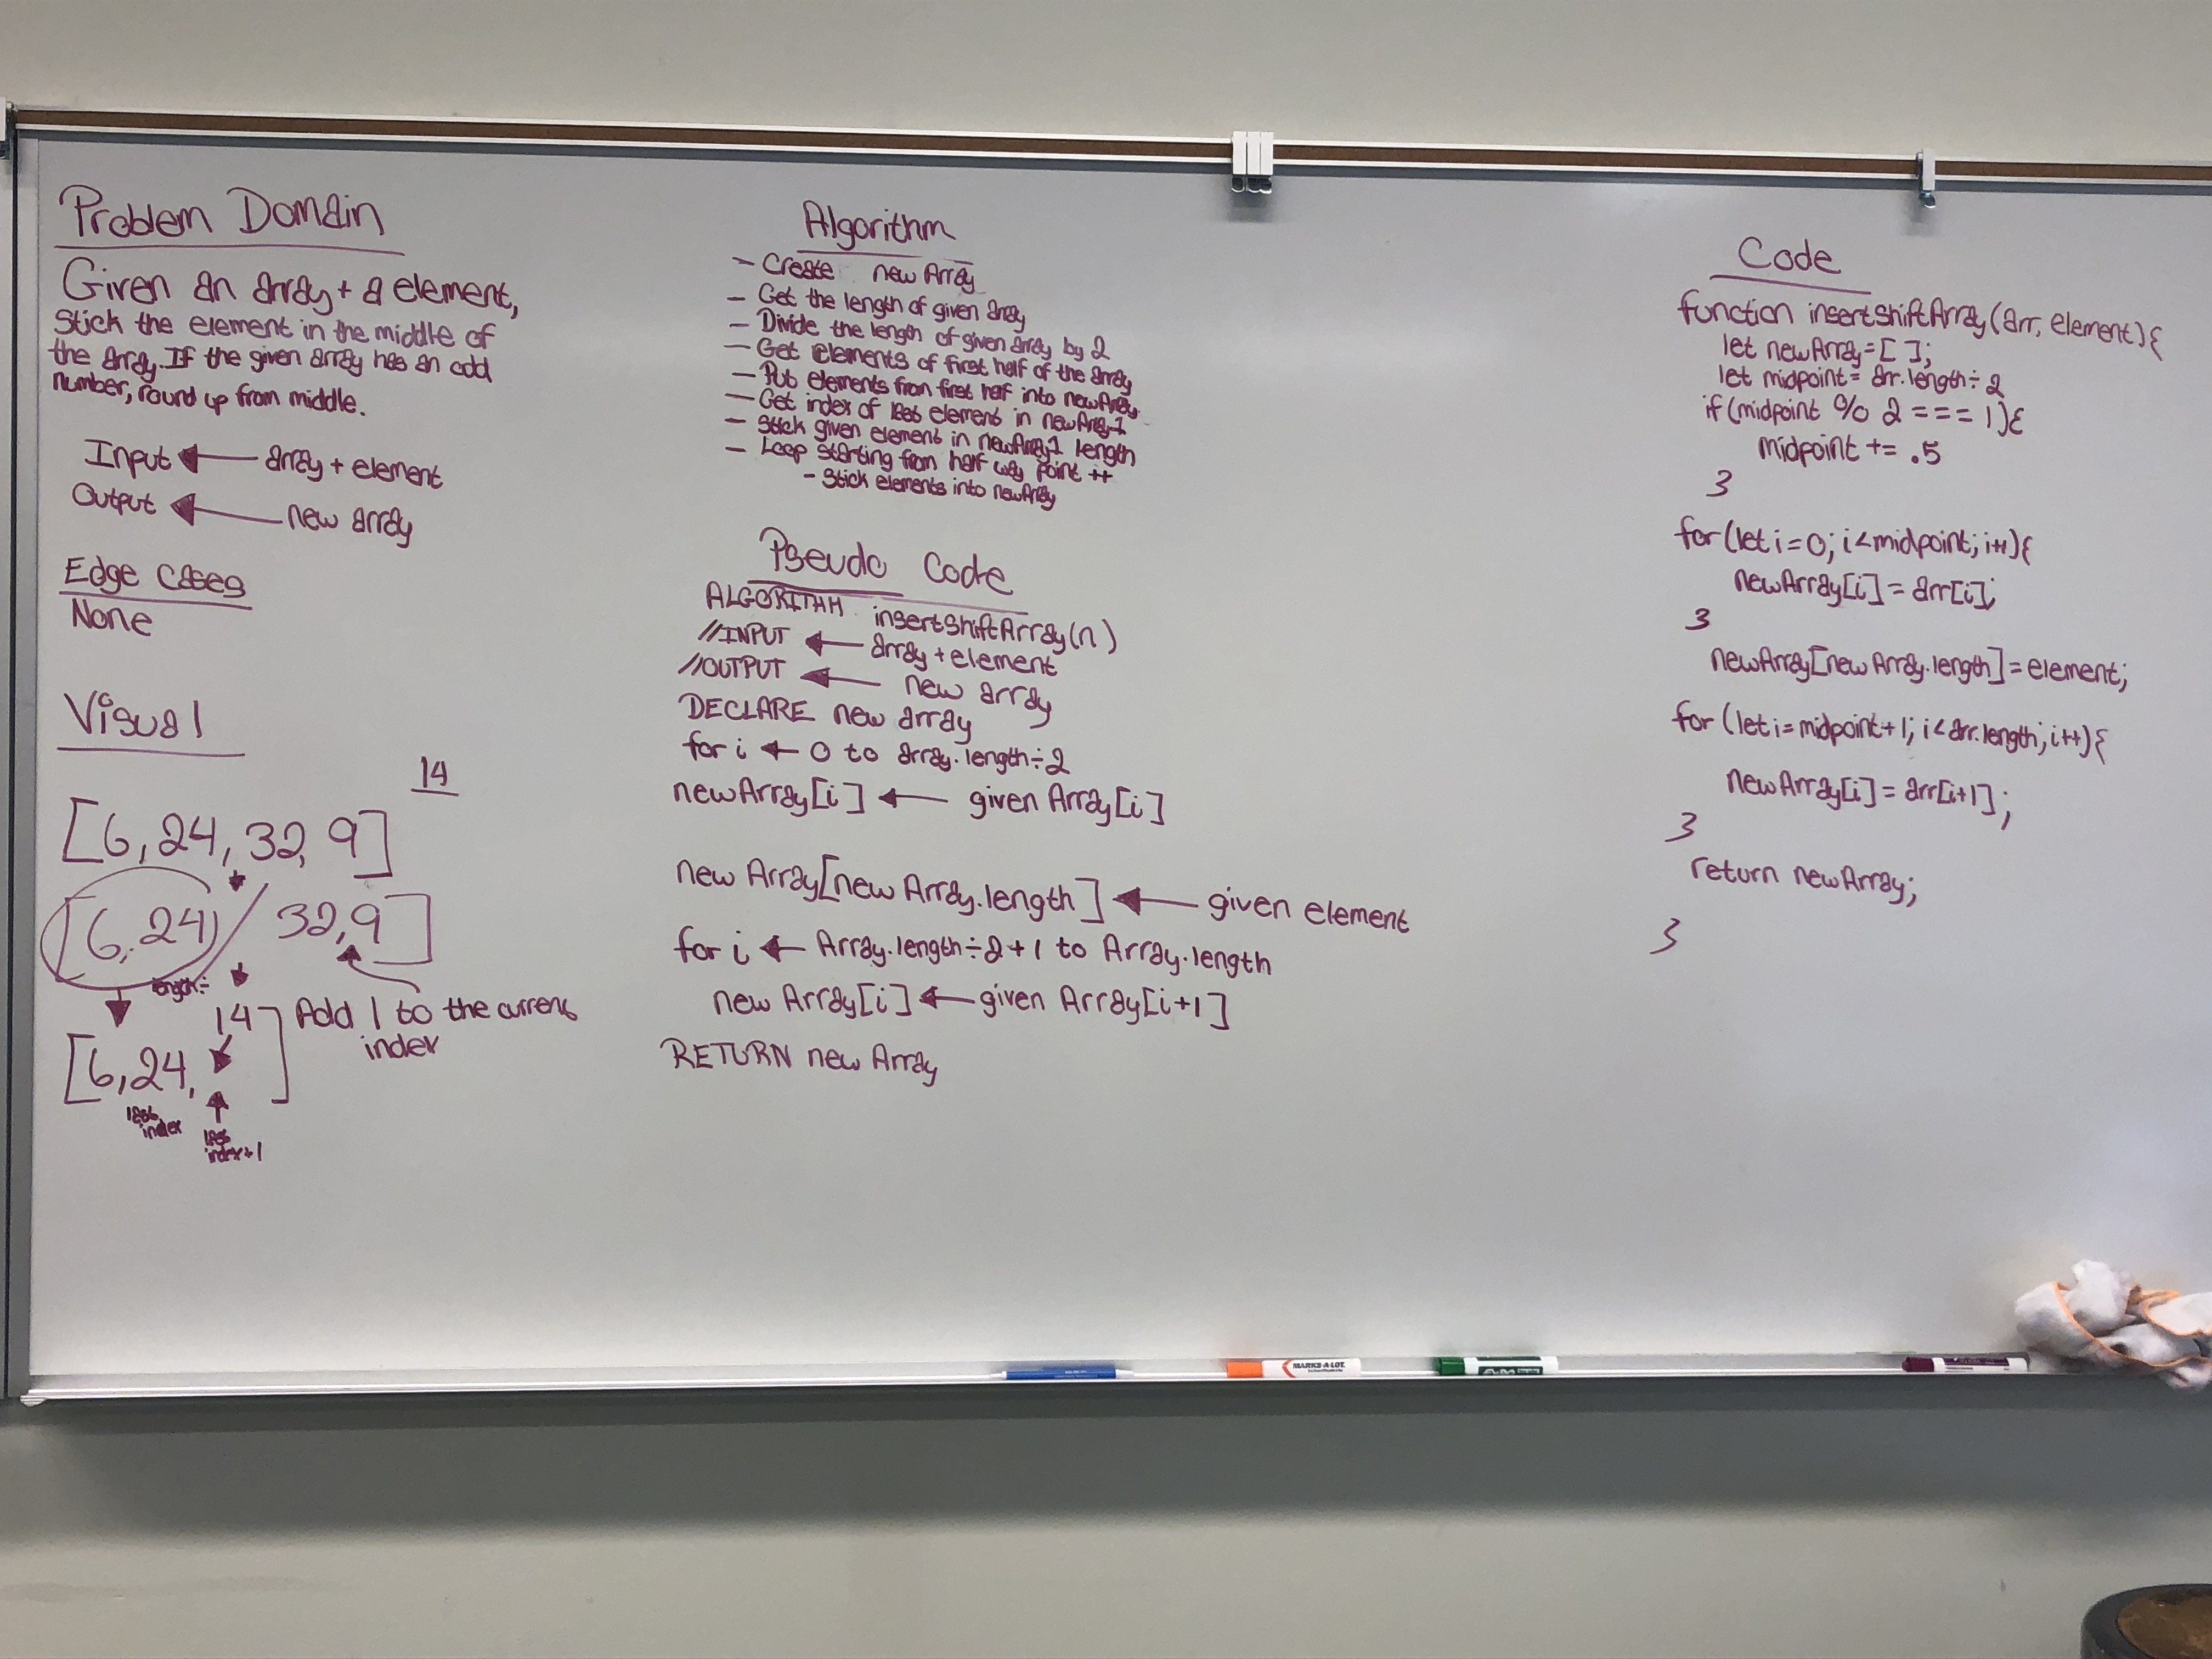 Problem Domain
Given an array + a element,
Stick the element in the middle of
the array. If the given array has an odd
number, round up from middle.
Input ← array + element
Output ← new array
Edge Cases
None
Visual
14
[6, 24, 32, 9]
[6, 24) / 32, 9]
length ÷
14
Add 1 to the current
index
[6, 24, ]
last
index
last
index+1
Algorithm
- Create new Array
- Get the length of given array
- Divide the length of given array by 2
- Get elements of first half of the array
- Put elements from first half into newArray
- Get index of last element in newArray1
- Stick given element in newArray1 length
- Loop starting from half way point ++
- Stick elements into newArray
Pseudo Code
ALGORITHM insertShiftArray(n)
//INPUT ← array + element
//OUTPUT ← new array
DECLARE new array
for i ← 0 to array.length ÷ 2
newArray[i] ← given Array[i]
new Array[new Array.length] ← given element
for i ← Array.length ÷ 2 + 1 to Array.length
new Array[i] ← given Array[i+1]
RETURN new Array
Code
function insertShiftArray(arr, element){
let newArray = [ ];
let midpoint = arr.length ÷ 2
if (midpoint % 2 === 1){
midpoint += .5
}
for (let i = 0; i < midpoint; i++){
newArray[i] = arr[i];
}
newArray[newArray.length] = element;
for (let i = midpoint+1; i < arr.length; i++){
newArray[i] = arr[i+1];
}
return newArray;
}
MARKS-A-LOT